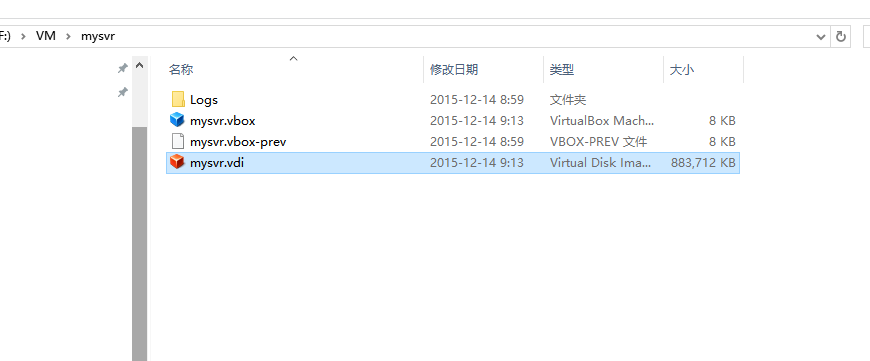 F:) > VM > mysvr
名称 修改日期 类型 大小
Logs 2015-12-14 8:59 文件夹
mysvr.vbox 2015-12-14 9:13 VirtualBox Mach... 8 KB
mysvr.vbox-prev 2015-12-14 8:59 VBOX-PREV 文件 8 KB
mysvr.vdi 2015-12-14 9:13 Virtual Disk Ima... 883,712 KB